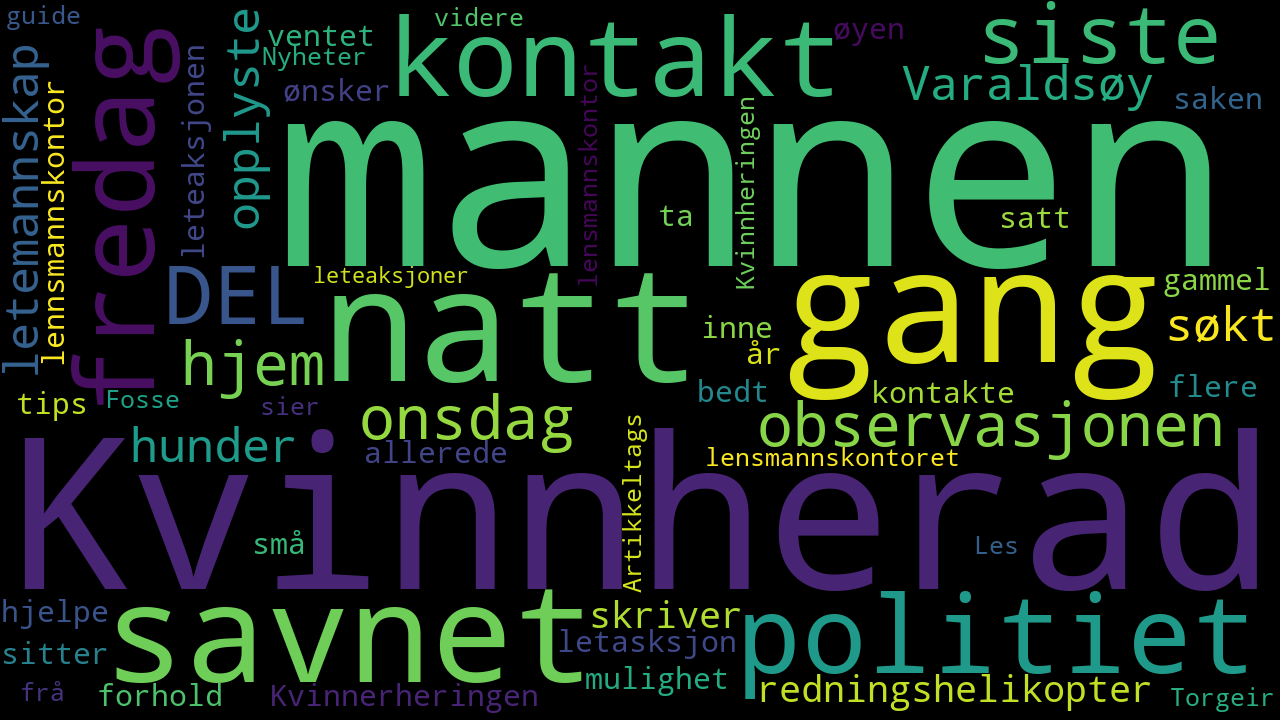 guide
videre
øyen
siste
ventet
kontakt
Nyheter
Varaldsøy
ønsker
saken
letemannskap
lennsmannskontor
fredag
leteaksjonen
opplyste
mannen
lensmannskontor
Kvinnheringen
ta
satt
DEL
leteaksjoner
natt
gang
gammel
inne
søkt
år
hjem
bedt
kontakte
flere
tips
Fosse
sier
onsdag
observasjonen
hunder
allerede
lensmannskontoret
Artikkeltags
Kvinnherad
små
Les
hjelpe
savnet
skriver
politiet
sitter
letasksjon
mulighet
redningshelikopter
frå
forhold
Kvinnerheringen
Torgeir